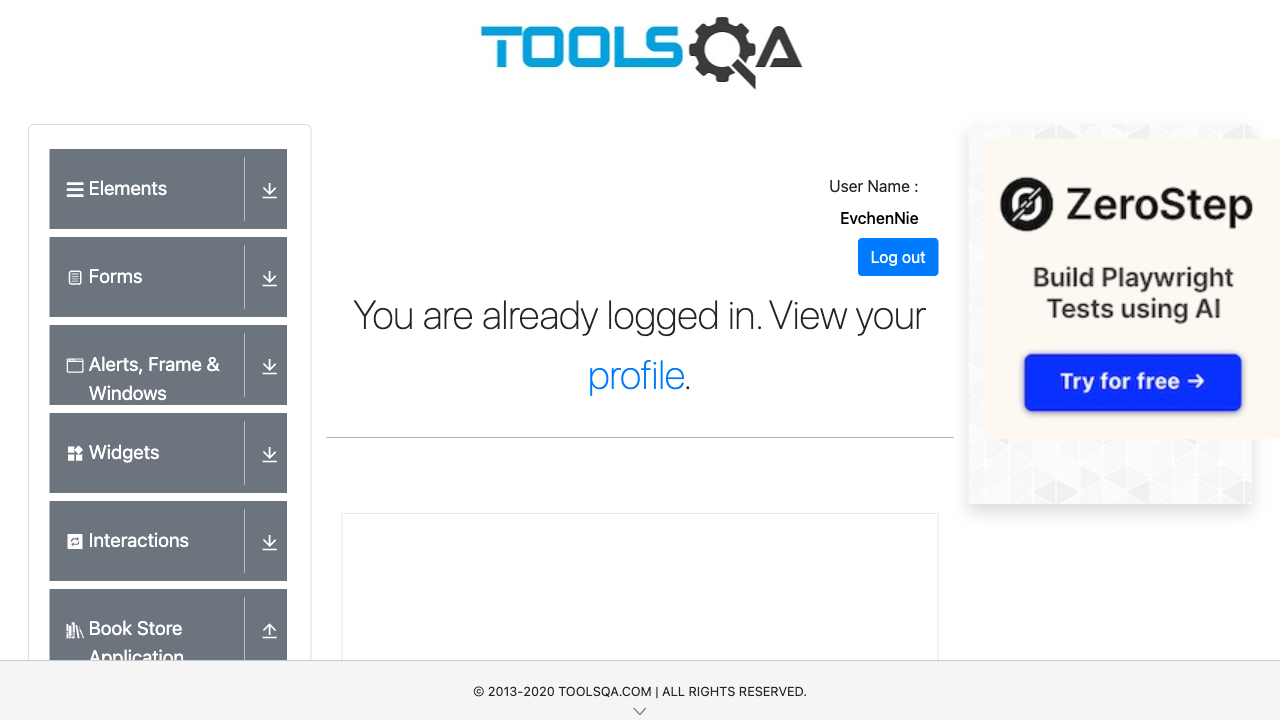 TOOLSQA
Elements
Forms
Alerts, Frame &
Windows
Widgets
Interactions
Book Store
Application
User Name :
EvchenNie
Log out
You are already logged in. View your
profile.
ZeroStep
Build Playwright
Tests using AI
Try for free →
© 2013-2020 TOOLSQA.COM | ALL RIGHTS RESERVED.